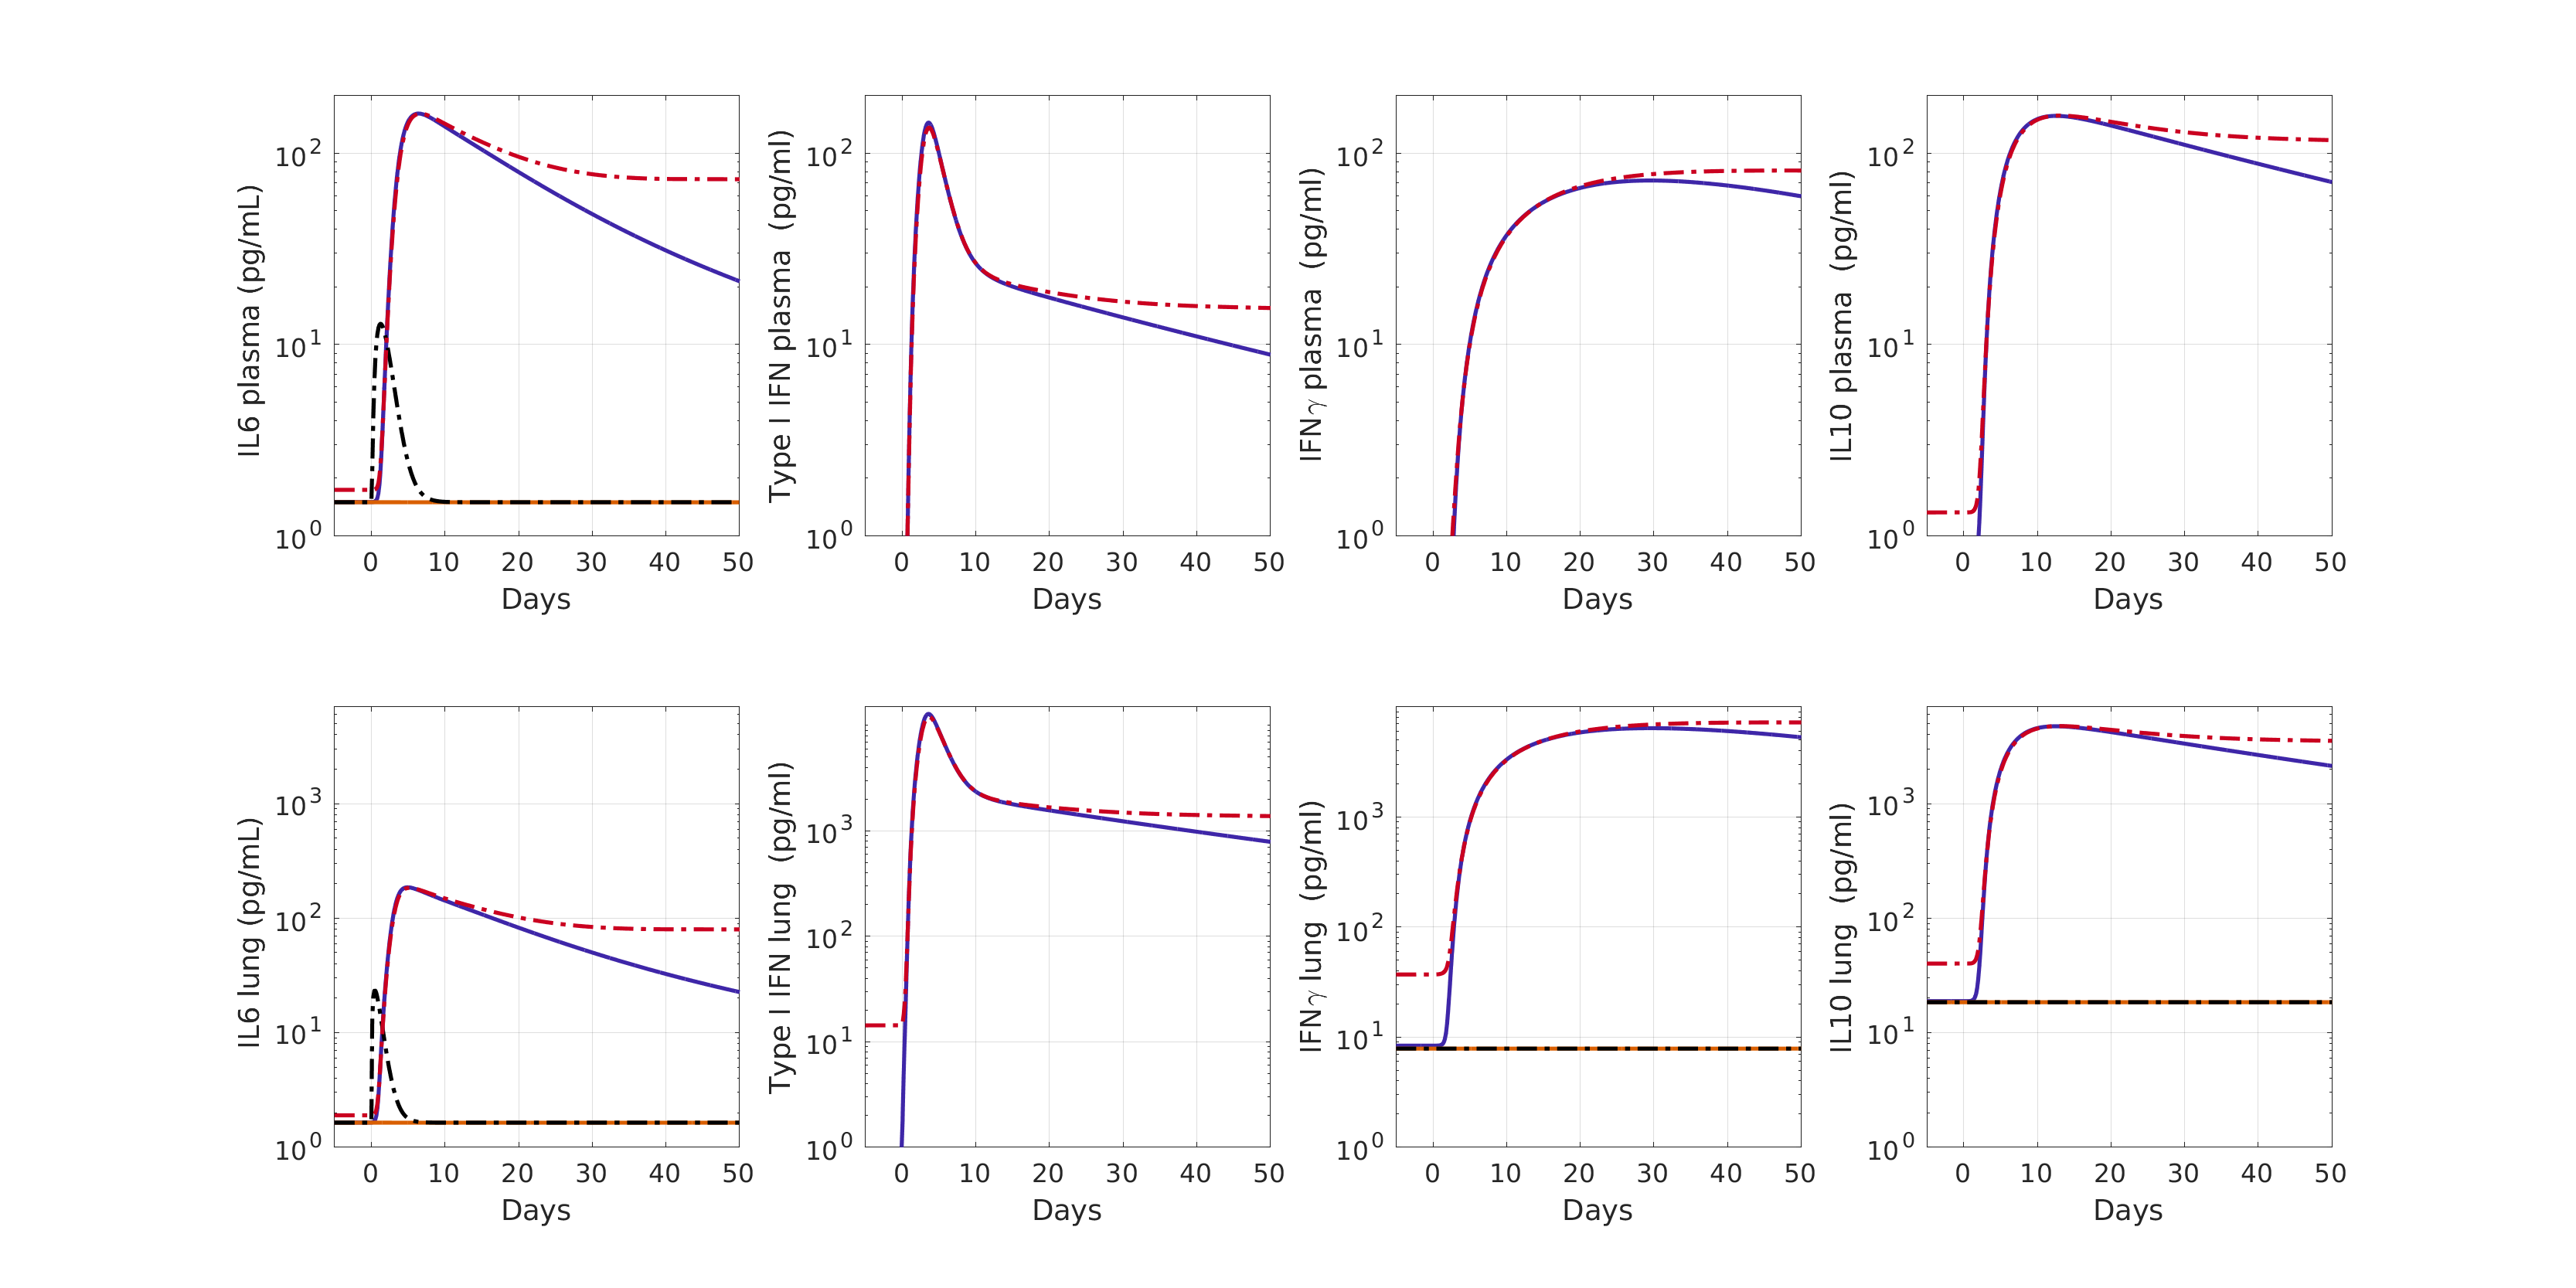 IL6 plasma (pg/mL)
10^2
10^1
10^0
0 10 20 30 40 50
Days
Type I IFN plasma (pg/ml)
10^2
10^1
10^0
0 10 20 30 40 50
Days
IFNγ plasma (pg/ml)
10^2
10^1
10^0
0 10 20 30 40 50
Days
IL10 plasma (pg/ml)
10^2
10^1
10^0
0 10 20 30 40 50
Days
IL6 lung (pg/mL)
10^3
10^2
10^1
10^0
0 10 20 30 40 50
Days
Type I IFN lung (pg/ml)
10^3
10^2
10^1
10^0
0 10 20 30 40 50
Days
IFNγ lung (pg/ml)
10^3
10^2
10^1
10^0
0 10 20 30 40 50
Days
IL10 lung (pg/ml)
10^3
10^2
10^1
10^0
0 10 20 30 40 50
Days